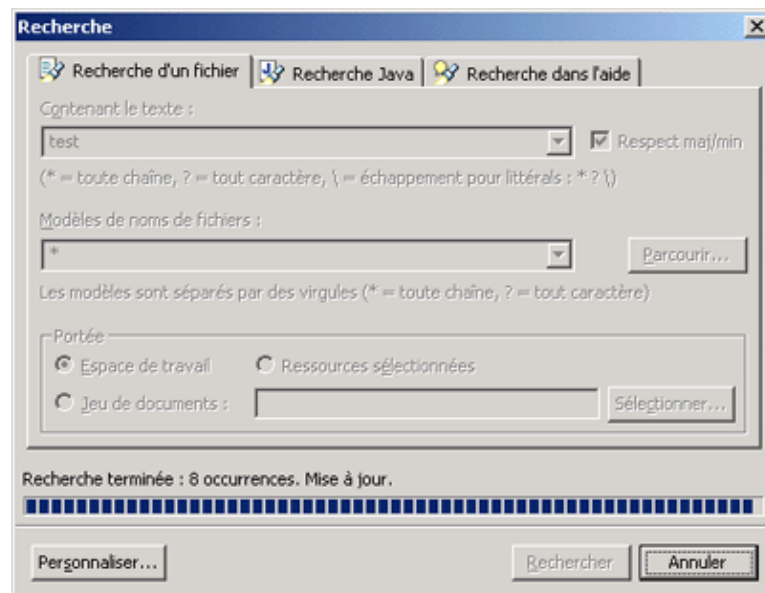 Recherche
Recherche d'un fichier Recherche Java Recherche dans l'aide
Contenant le texte :
test Respect maj/min
(* = toute chaîne, ? = tout caractère, \ = échappement pour littérals : * ? \)
Modèles de noms de fichiers :
* Parcourir...
Les modèles sont séparés par des virgules (* = toute chaîne, ? = tout caractère)
Portée
Espace de travail Ressources sélectionnées
Jeu de documents : Sélectionner...
Recherche terminée : 8 occurrences. Mise à jour.
Personnaliser... Rechercher Annuler